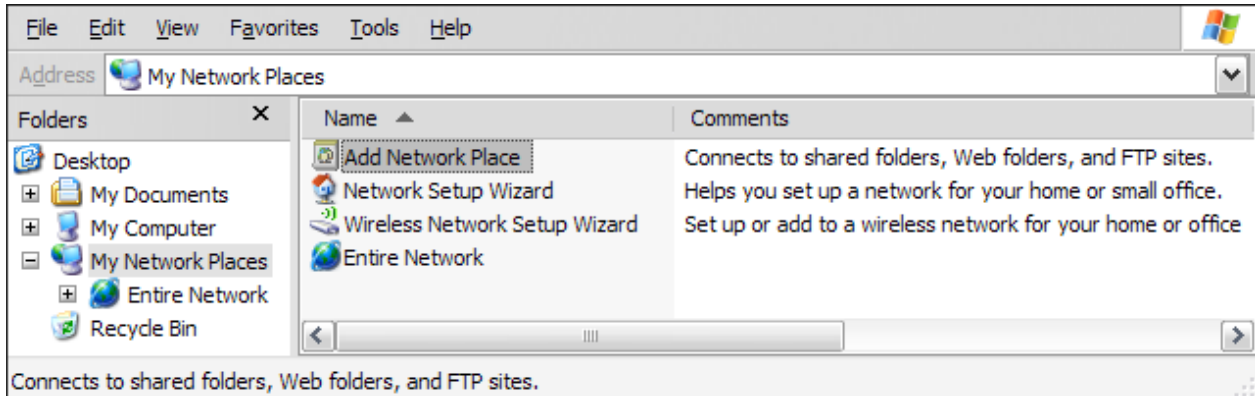 File Edit View Favorites Tools Help
Address My Network Places
Folders
Desktop
My Documents
My Computer
My Network Places
Entire Network
Recycle Bin
Name Comments
Add Network Place Connects to shared folders, Web folders, and FTP sites.
Network Setup Wizard Helps you set up a network for your home or small office.
Wireless Network Setup Wizard Set up or add to a wireless network for your home or office
Entire Network
Connects to shared folders, Web folders, and FTP sites.